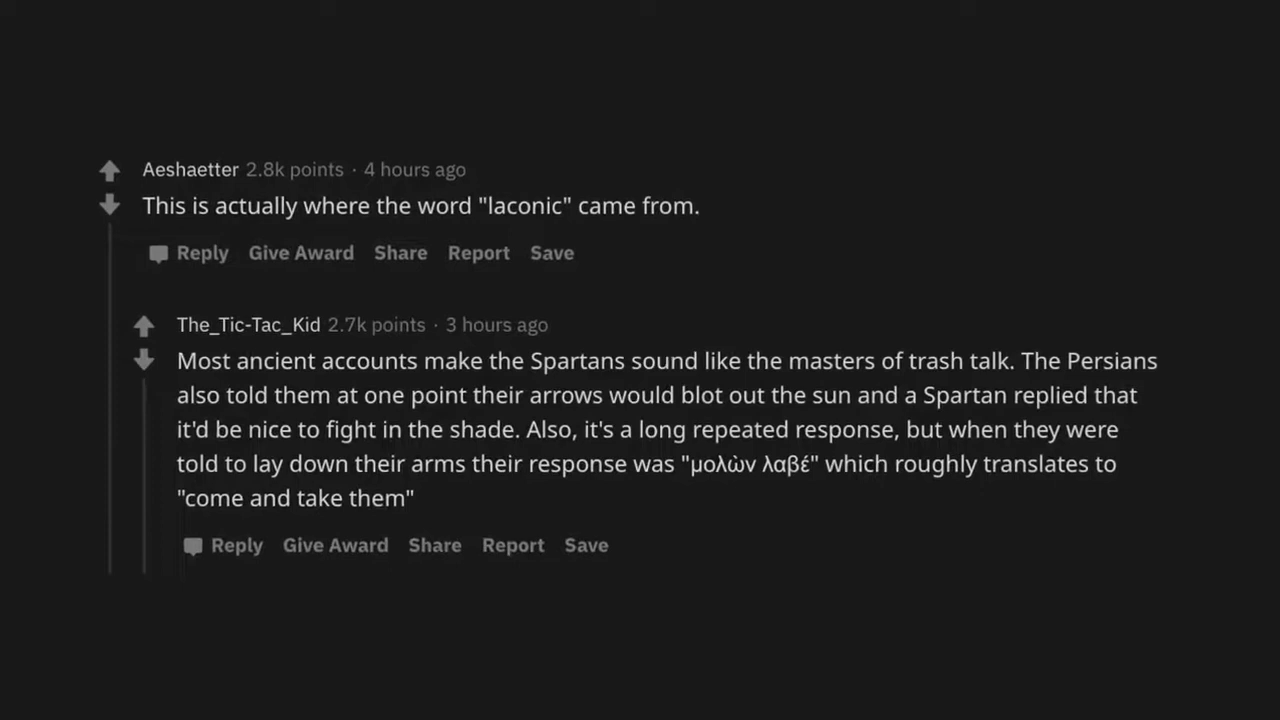 Aeshaetter 2.8k points · 4 hours ago
This is actually where the word "laconic" came from.
Reply Give Award Share Report Save
The_Tic-Tac_Kid 2.7k points · 3 hours ago
Most ancient accounts make the Spartans sound like the masters of trash talk. The Persians
also told them at one point their arrows would blot out the sun and a Spartan replied that
it'd be nice to fight in the shade. Also, it's a long repeated response, but when they were
told to lay down their arms their response was "μολὼν λαβέ" which roughly translates to
"come and take them"
Reply Give Award Share Report Save